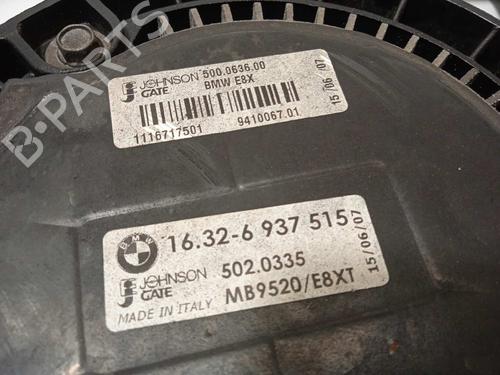 JOHNSON 500.0636.00
GATE BMW E8X
15/06/07
1116717501 9410067.01
BMW 16.32-6 937 515
JOHNSON 502.0335
GATE
MADE IN ITALY MB9520/E8XT
15/06/07
B-PARTS